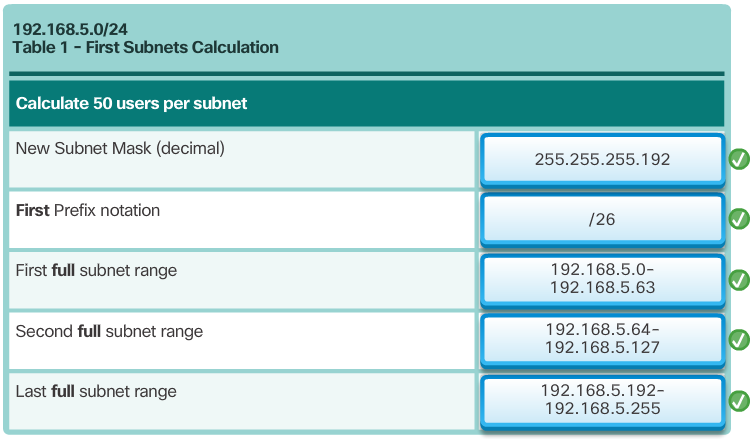 192.168.5.0/24
Table 1 - First Subnets Calculation
Calculate 50 users per subnet
New Subnet Mask (decimal)
255.255.255.192
First Prefix notation
/26
First full subnet range
192.168.5.0-
192.168.5.63
Second full subnet range
192.168.5.64-
192.168.5.127
Last full subnet range
192.168.5.192-
192.168.5.255